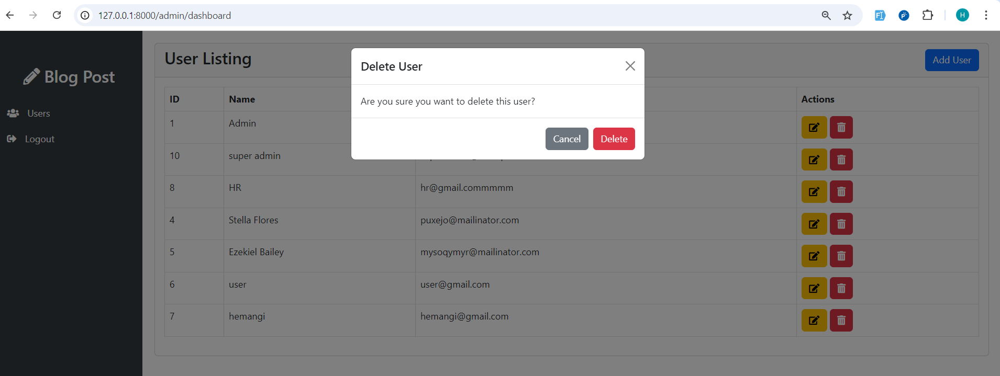 127.0.0.1:8000/admin/dashboard
H
Blog Post
Users
Logout
User Listing
Add User
Delete User
Are you sure you want to delete this user?
Cancel Delete
ID Name Actions
1 Admin
10 super admin
8 HR hr@gmail.commmmm
4 Stella Flores puxejo@mailinator.com
5 Ezekiel Bailey mysoqymyr@mailinator.com
6 user user@gmail.com
7 hemangi hemangi@gmail.com